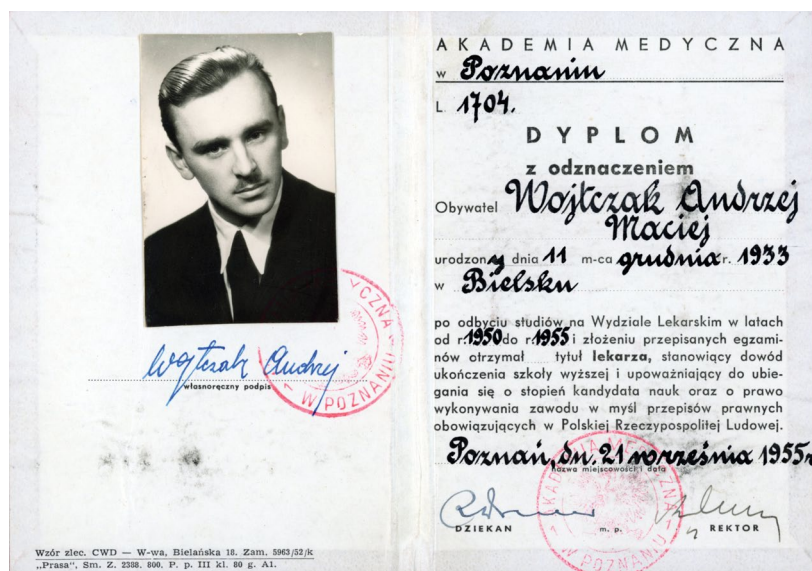 Wojtczak Andrzej
własnoręczny podpis
W POZNANIU
Wzór zlec. CWD — W-wa, Bielańska 18. Zam. 5963/52/k
„Prasa”, Sm. Z. 2388. 800. P. p. III kl. 80 g. A1.
AKADEMIA MEDYCZNA
w Poznaniu
L 1704.
DYPLOM
z odznaczeniem
Obywatel Wojtczak Andrzej
Maciej
urodzony dnia 11 m-ca grudnia r. 1933
w Bielsku
po odbyciu studiów na Wydziale Lekarskim w latach
od r. 1950 do r. 1955 i złożeniu przepisanych egzami-
nów otrzymał tytuł lekarza, stanowiący dowód
ukończenia szkoły wyższej i upoważniający do ubie-
gania się o stopień kandydata nauk oraz o prawo
wykonywania zawodu w myśl przepisów prawnych
obowiązujących w Polskiej Rzeczypospolitej Ludowej.
Poznań, dn. 21 września 1955 r
nazwa miejscowości i data
DZIEKAN m. p. REKTOR
W POZNANIU